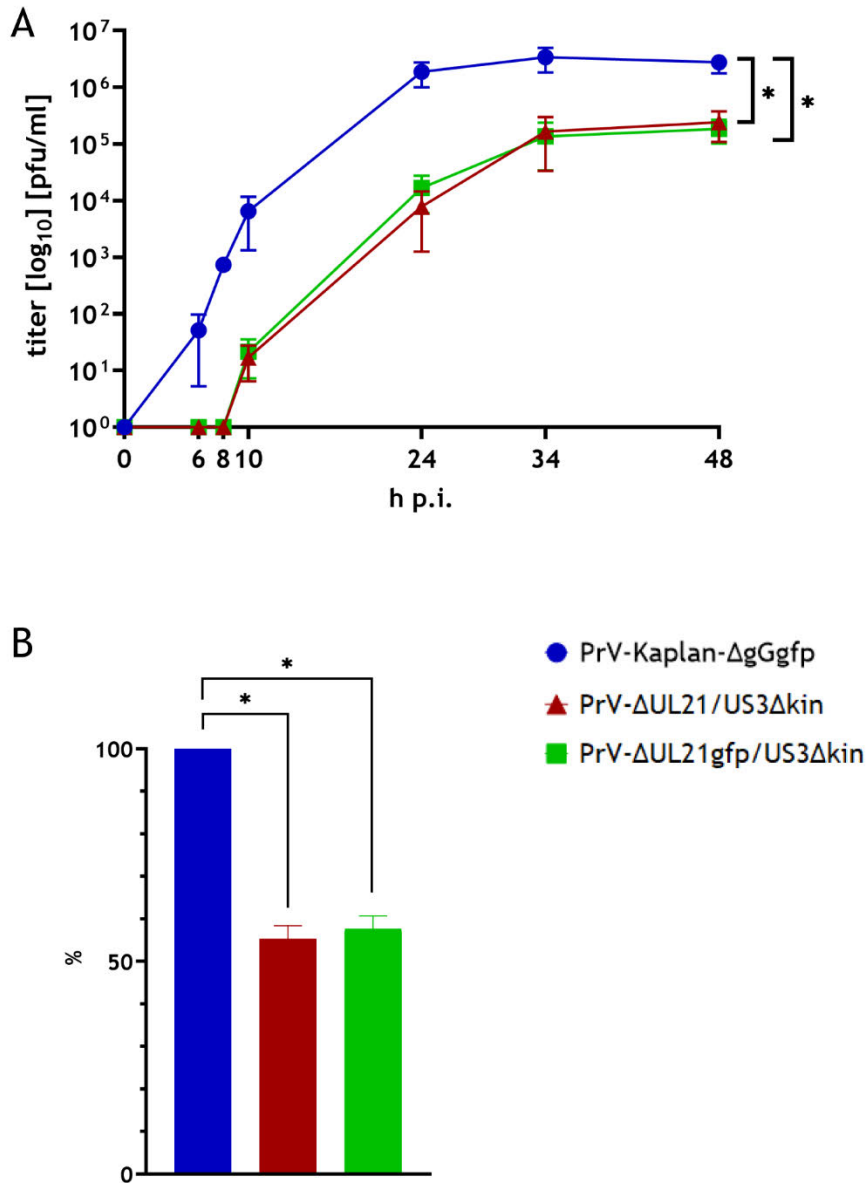 A
titer [log₁₀] [pfu/ml]
10⁷
10⁶
10⁵
10⁴
10³
10²
10¹
10⁰
0 6 8 10 24 34 48
h p.i.
*
*
B
%
100
50
0
*
*
PrV-Kaplan-ΔgGgfp
PrV-ΔUL21/US3Δkin
PrV-ΔUL21gfp/US3Δkin